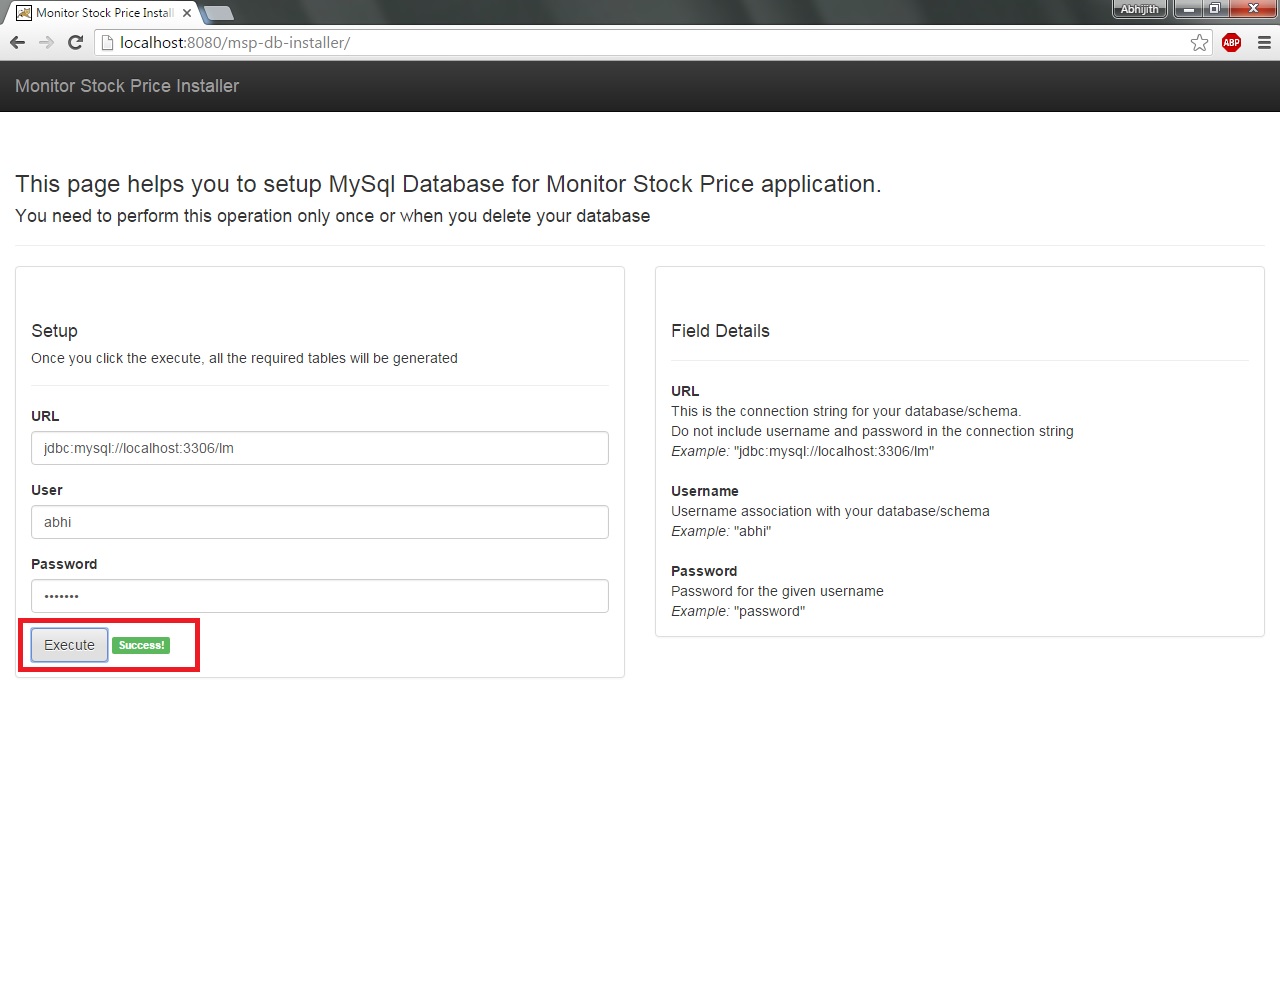 Monitor Stock Price Install
Abhijith
localhost:8080/msp-db-installer/
ABP
Monitor Stock Price Installer
This page helps you to setup MySql Database for Monitor Stock Price application.
You need to perform this operation only once or when you delete your database
Setup
Once you click the execute, all the required tables will be generated
URL
jdbc:mysql://localhost:3306/lm
User
abhi
Password
•••••••
Execute Success!
Field Details
URL
This is the connection string for your database/schema.
Do not include username and password in the connection string
Example: "jdbc:mysql://localhost:3306/lm"
Username
Username association with your database/schema
Example: "abhi"
Password
Password for the given username
Example: "password"